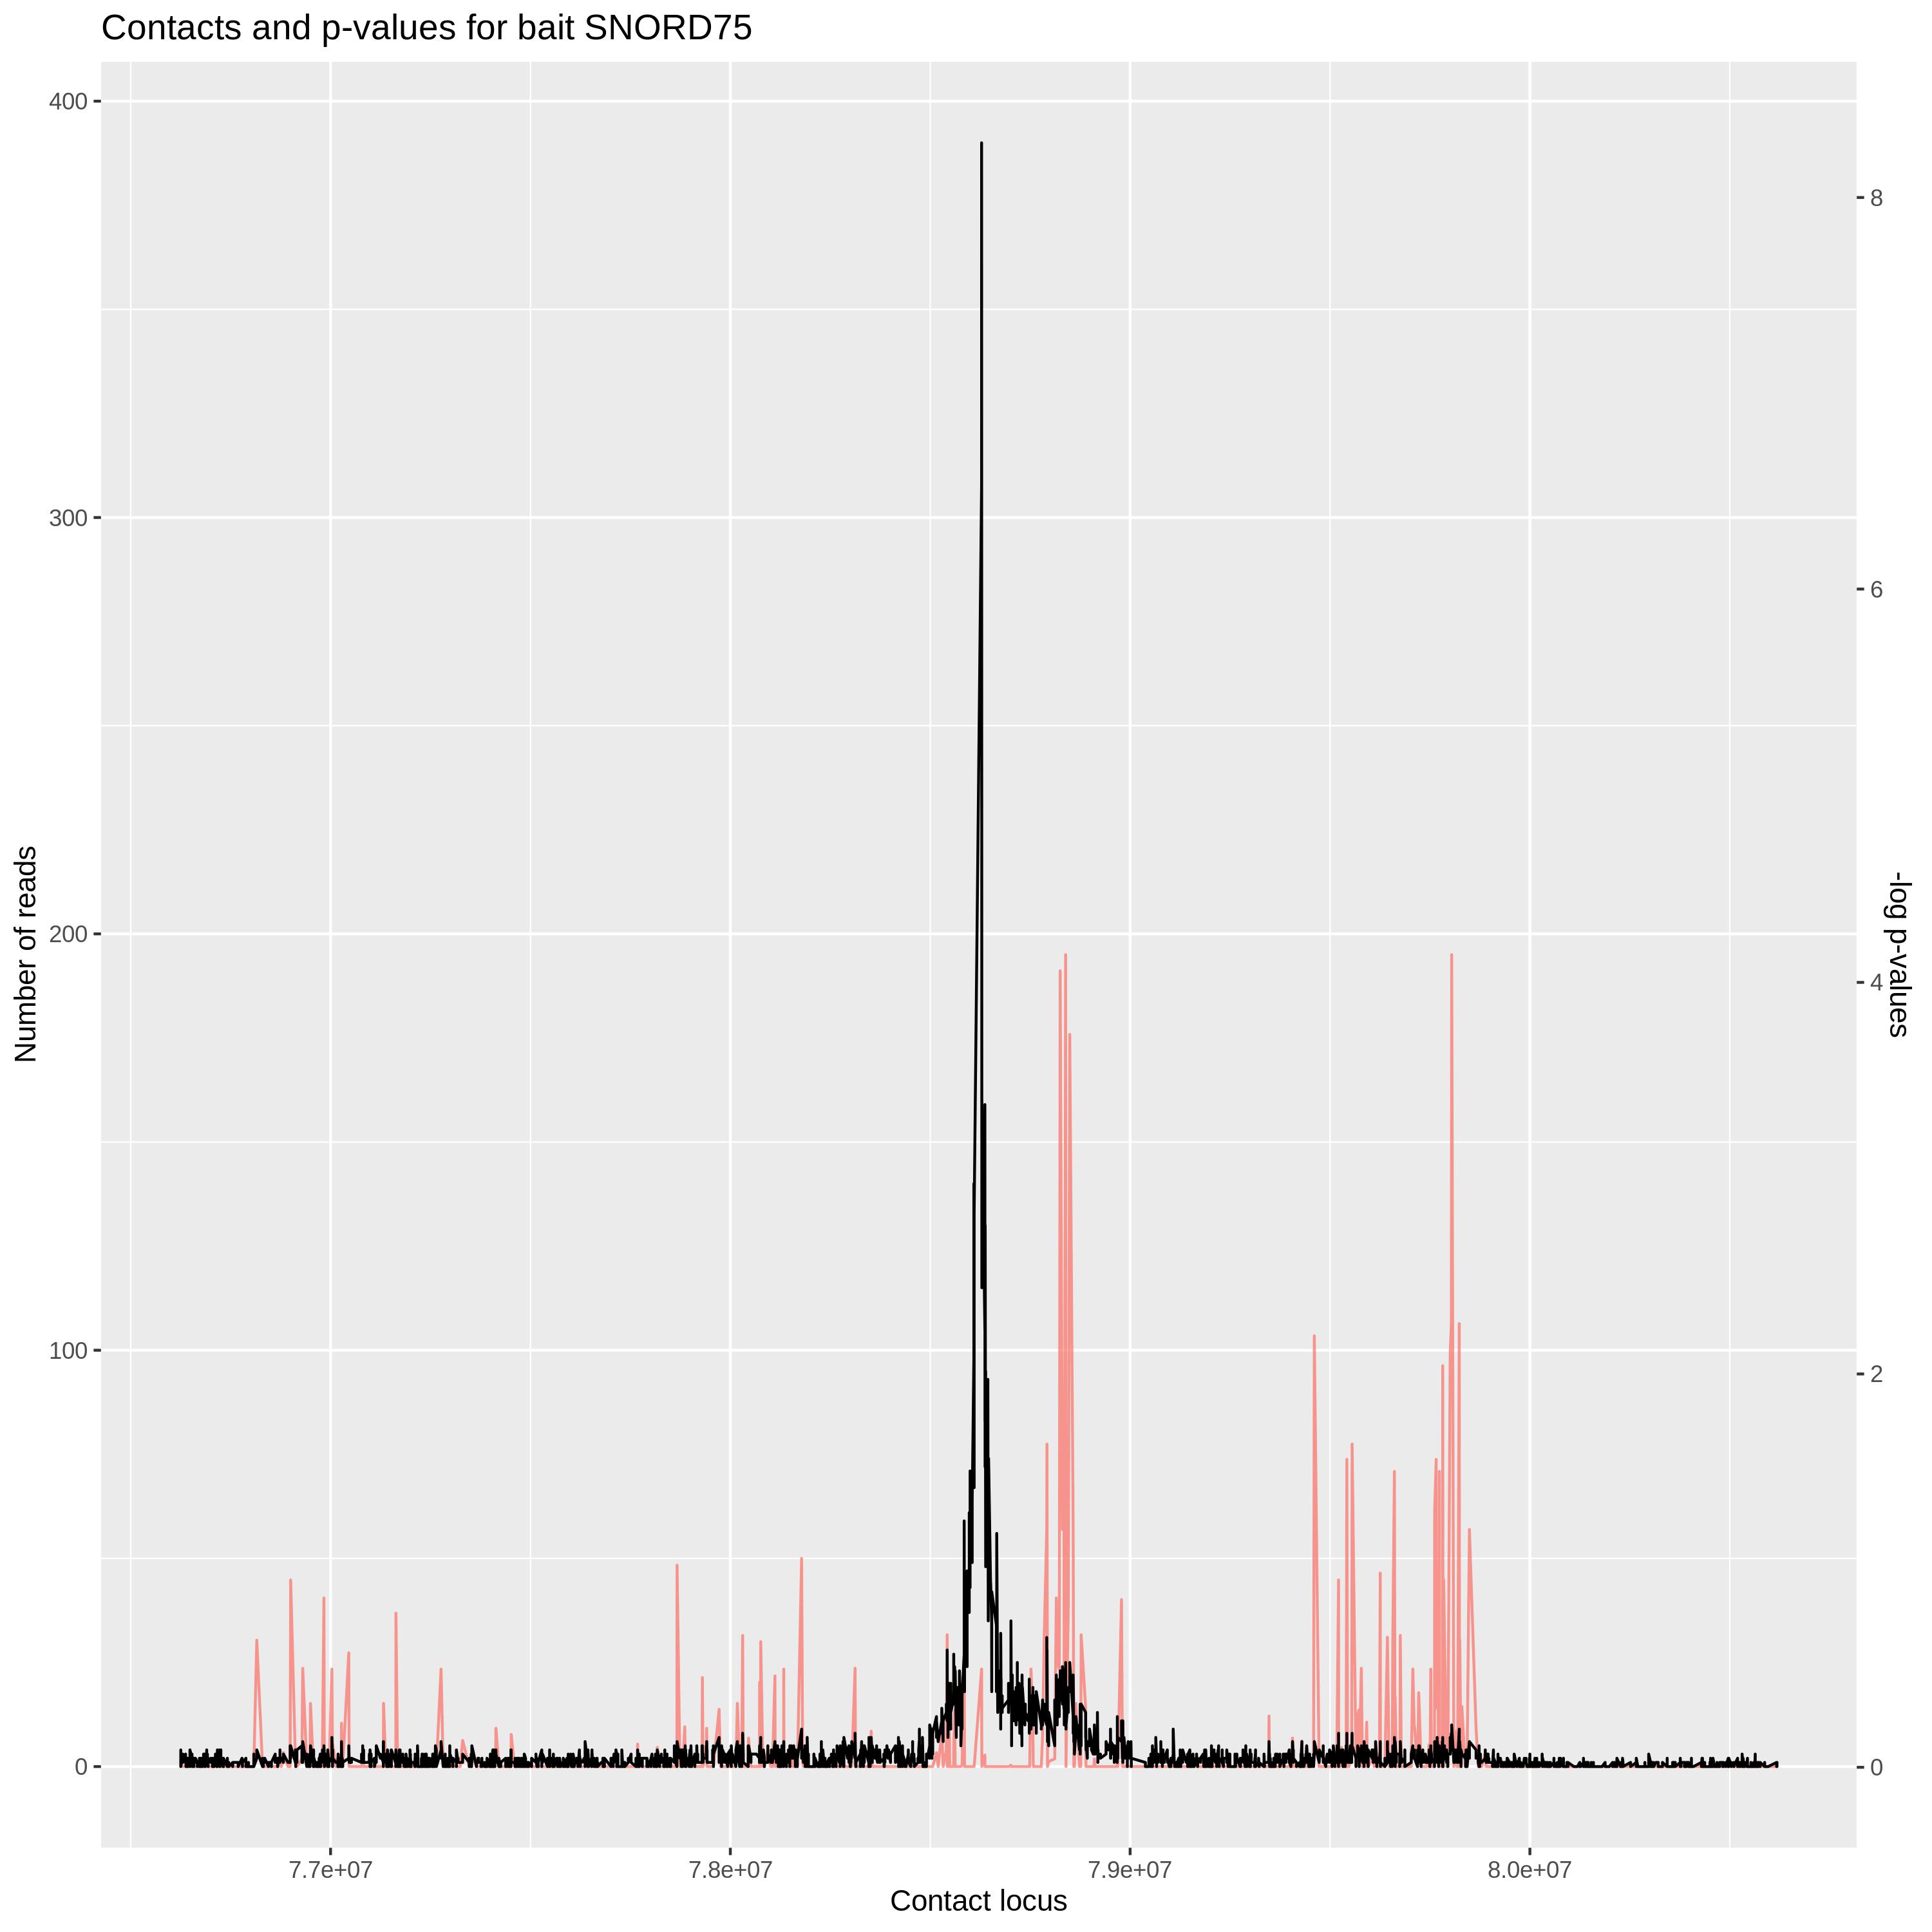 Contacts and p-values for bait SNORD75
400
300
200
100
0
Number of reads
8
6
4
2
0
-log p-values
7.7e+07
7.8e+07
7.9e+07
8.0e+07
Contact locus